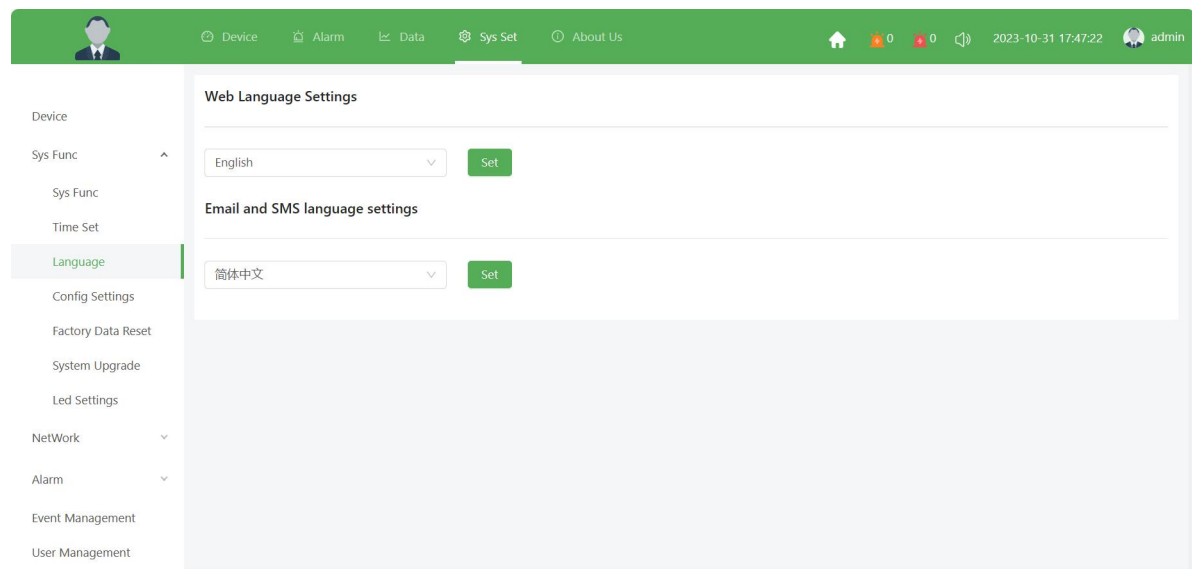 Device Alarm Data Sys Set About Us 0 0 2023-10-31 17:47:22 admin
Device
Sys Func
Sys Func
Time Set
Language
Config Settings
Factory Data Reset
System Upgrade
Led Settings
NetWork
Alarm
Event Management
User Management
Web Language Settings
English Set
Email and SMS language settings
简体中文 Set